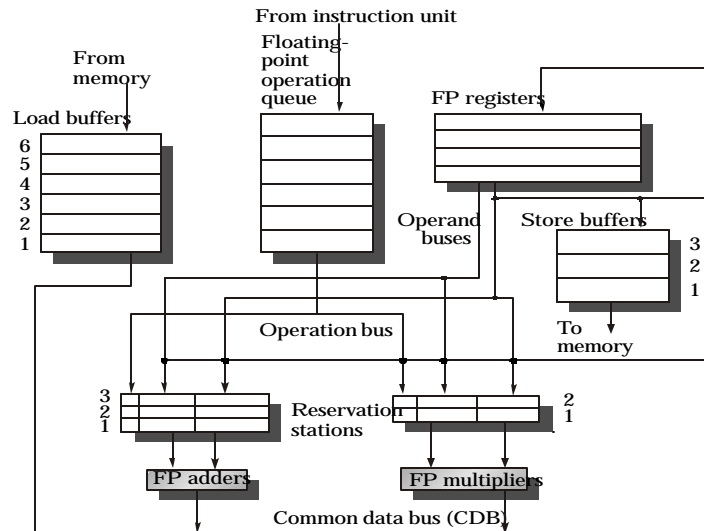 From instruction unit
Floating-
point
operation
queue
From
memory
FP registers
Load buffers
6
5
4
3
2
1
Operand
buses
Store buffers
3
2
1
Operation bus
To
memory
3
2
1
Reservation
stations
2
1
FP adders
FP multipliers
Common data bus (CDB)